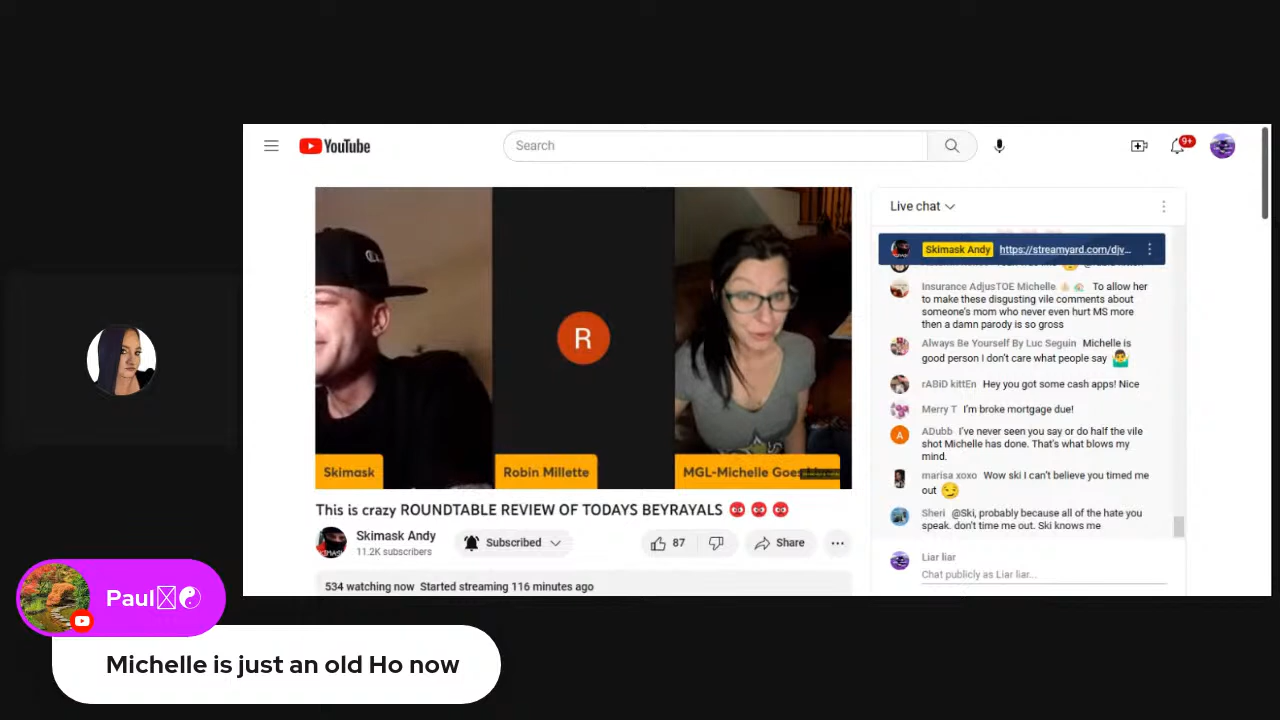 YouTube
Search
9+
Skimask
R
Robin Millette
MGL-Michelle Goes
This is crazy ROUNDTABLE REVIEW OF TODAYS BEYRAYALS
Skimask Andy
11.2K subscribers
Subscribed
87
Share
534 watching now Started streaming 116 minutes ago
Live chat
Skimask Andy https://streamyard.com/djv...
Insurance AdjusTOE Michelle To allow her
to make these disgusting vile comments about
someone's mom who never even hurt MS more
then a damn parody is so gross
Always Be Yourself By Luc Seguin Michelle is
good person I don't care what people say
rABiD kittEn Hey you got some cash apps! Nice
Merry T I'm broke mortgage due!
A
ADubb I've never seen you say or do half the vile
shot Michelle has done. That's what blows my
mind.
marisa xoxo Wow ski I can't believe you timed me
out
Sheri @Ski, probably because all of the hate you
speak. don't time me out. Ski knows me
Liar liar
Chat publicly as Liar liar...
Paul
Michelle is just an old Ho now